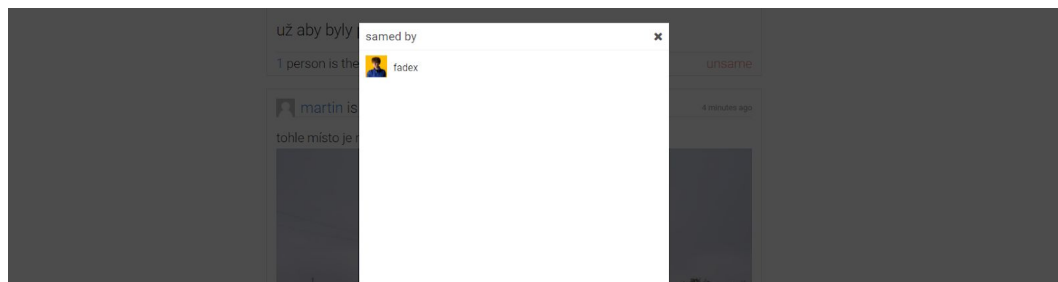 už aby byly
samed by
1 person is the
fadex
unsame
martin is
4 minutes ago
tohle místo je